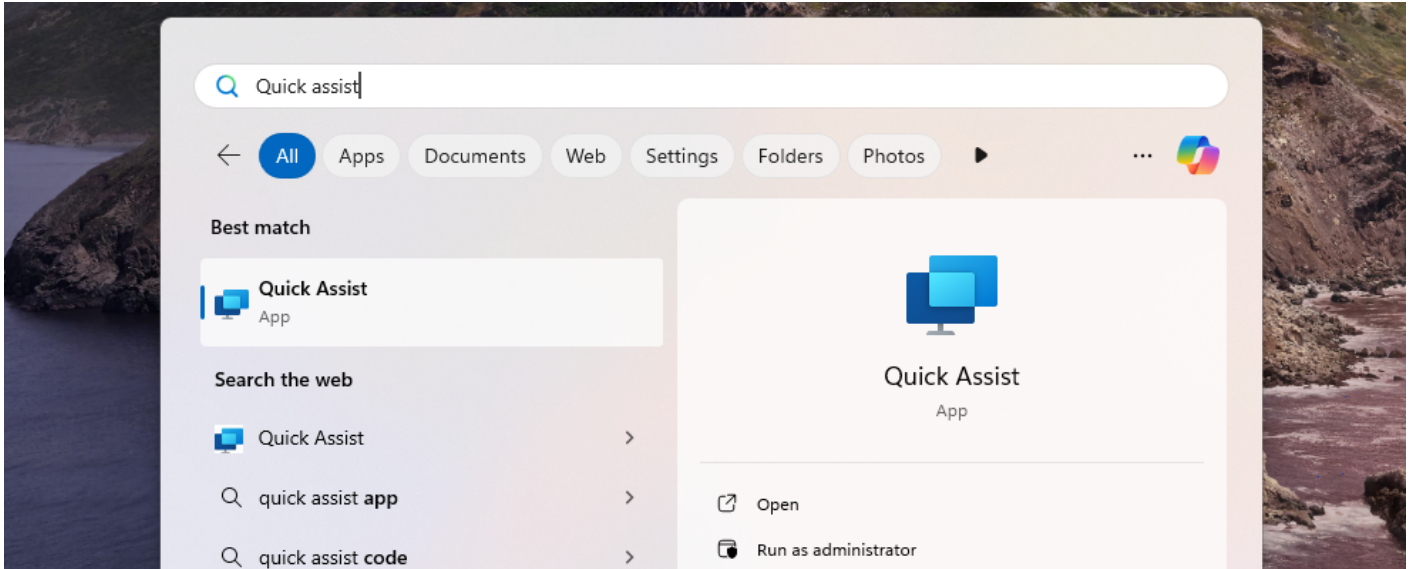 Quick assist
All Apps Documents Web Settings Folders Photos
Best match
Quick Assist
App
Search the web
Quick Assist
quick assist app
quick assist code
Quick Assist
App
Open
Run as administrator